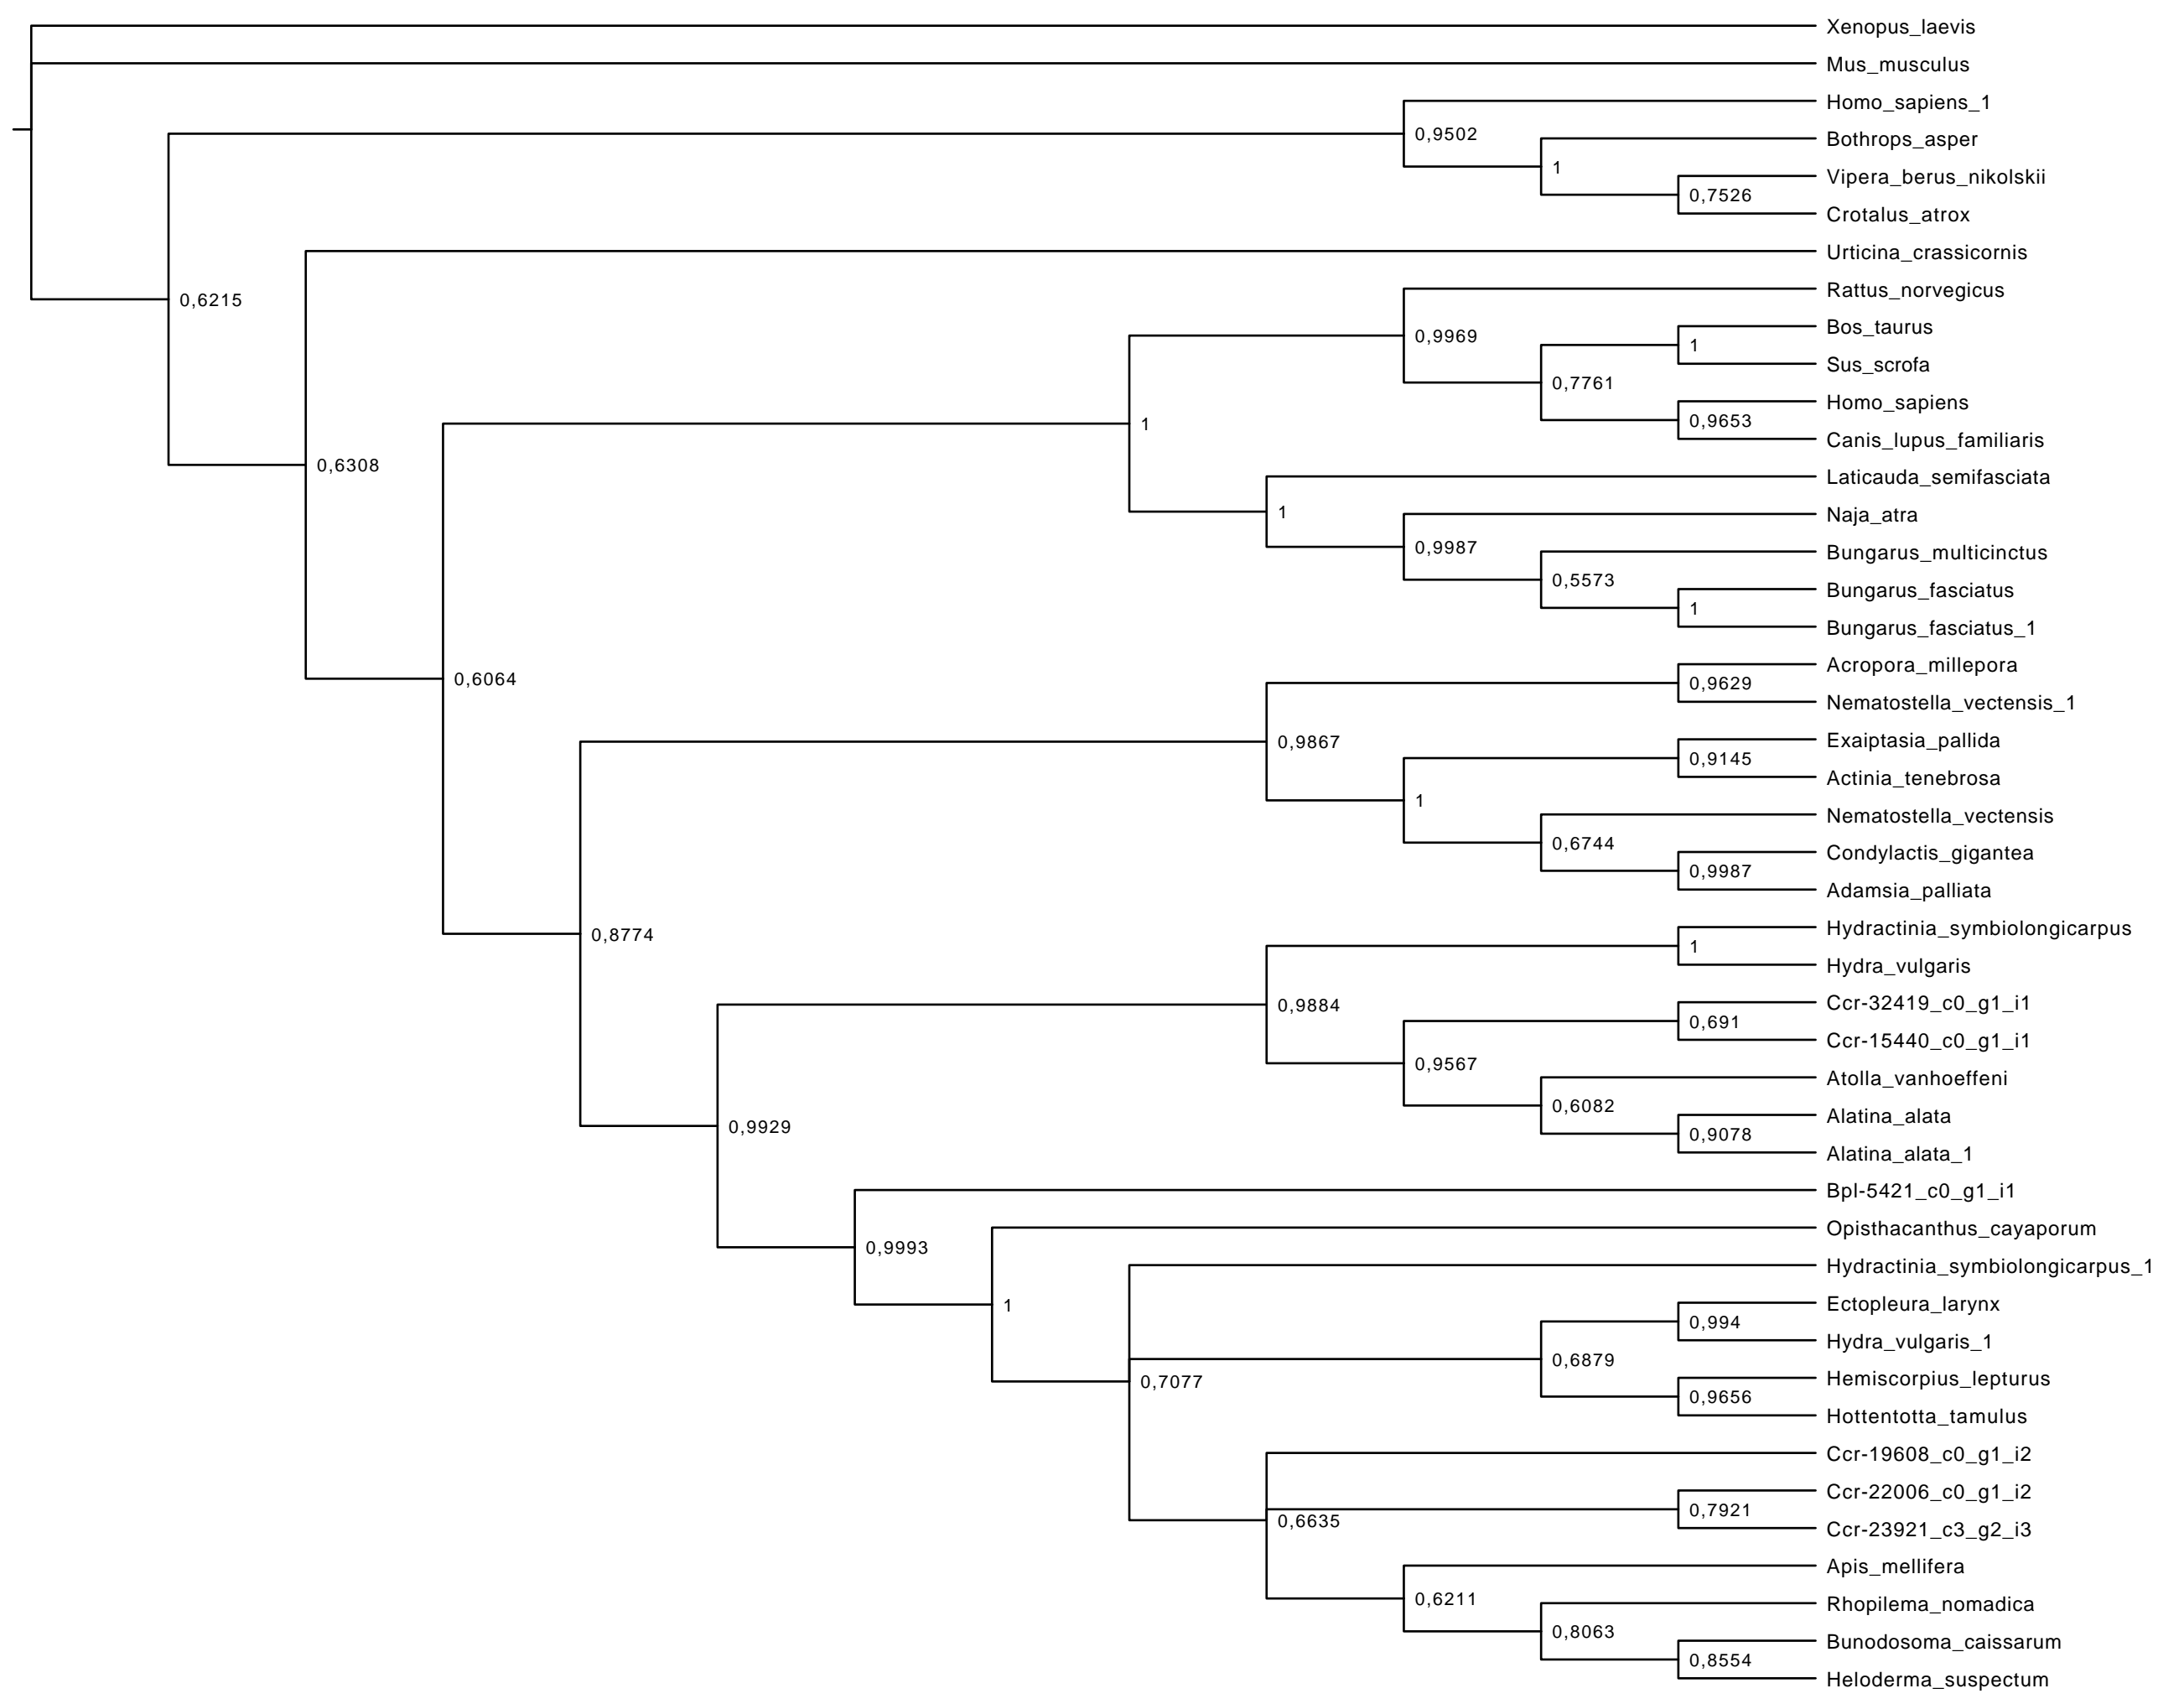 Xenopus_laevis
Mus_musculus
Homo_sapiens_1
0,9502
Bothrops_asper
1
Vipera_berus_nikolskii
0,7526
Crotalus_atrox
Urticina_crassicornis
Rattus_norvegicus
0,6215
Bos_taurus
0,9969
1
Sus_scrofa
0,7761
Homo_sapiens
0,9653
1
Canis_lupus_familiaris
0,6308
Laticauda_semifasciata
1
Naja_atra
0,9987
Bungarus_multicinctus
0,5573
Bungarus_fasciatus
1
Bungarus_fasciatus_1
Acropora_millepora
0,6064
0,9629
Nematostella_vectensis_1
Exaiptasia_pallida
0,9867
0,9145
Actinia_tenebrosa
1
Nematostella_vectensis
0,6744
Condylactis_gigantea
0,9987
Adamsia_palliata
Hydractinia_symbiolongicarpus
0,8774
1
Hydra_vulgaris
Ccr-32419_c0_g1_i1
0,9884
0,691
Ccr-15440_c0_g1_i1
0,9567
Atolla_vanhoeffeni
0,6082
Alatina_alata
0,9929
0,9078
Alatina_alata_1
Bpl-5421_c0_g1_i1
Opisthacanthus_cayaporum
0,9993
Hydractinia_symbiolongicarpus_1
Ectopleura_larynx
1
0,994
Hydra_vulgaris_1
0,6879
Hemiscorpius_lepturus
0,7077
0,9656
Hottentotta_tamulus
Ccr-19608_c0_g1_i2
Ccr-22006_c0_g1_i2
0,7921
0,6635
Ccr-23921_c3_g2_i3
Apis_mellifera
0,6211
Rhopilema_nomadica
0,8063
Bunodosoma_caissarum
0,8554
Heloderma_suspectum